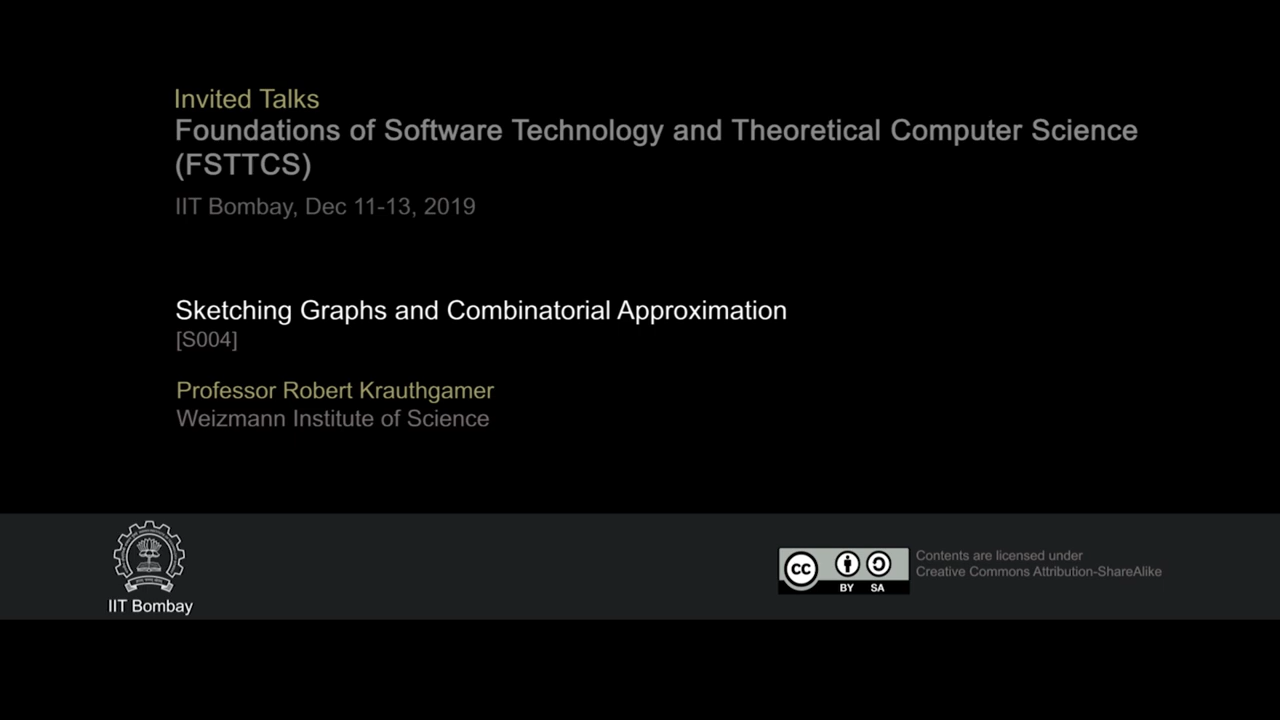 Invited Talks
Foundations of Software Technology and Theoretical Computer Science
(FSTTCS)
IIT Bombay, Dec 11-13, 2019
Sketching Graphs and Combinatorial Approximation
[S004]
Professor Robert Krauthgamer
Weizmann Institute of Science
IIT Bombay
cc
BY SA
Contents are licensed under
Creative Commons Attribution-ShareAlike